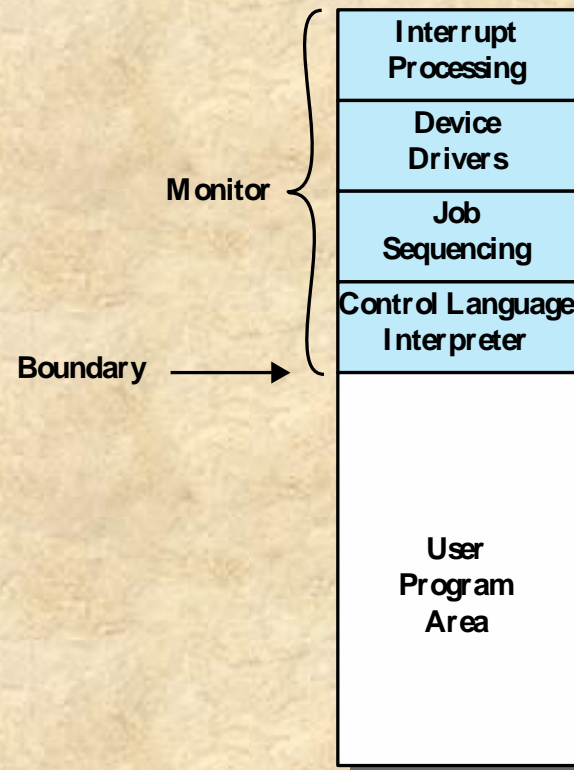 Interrupt
Processing
Device
Drivers
Monitor
Job
Sequencing
Control Language
Interpreter
Boundary
User
Program
Area